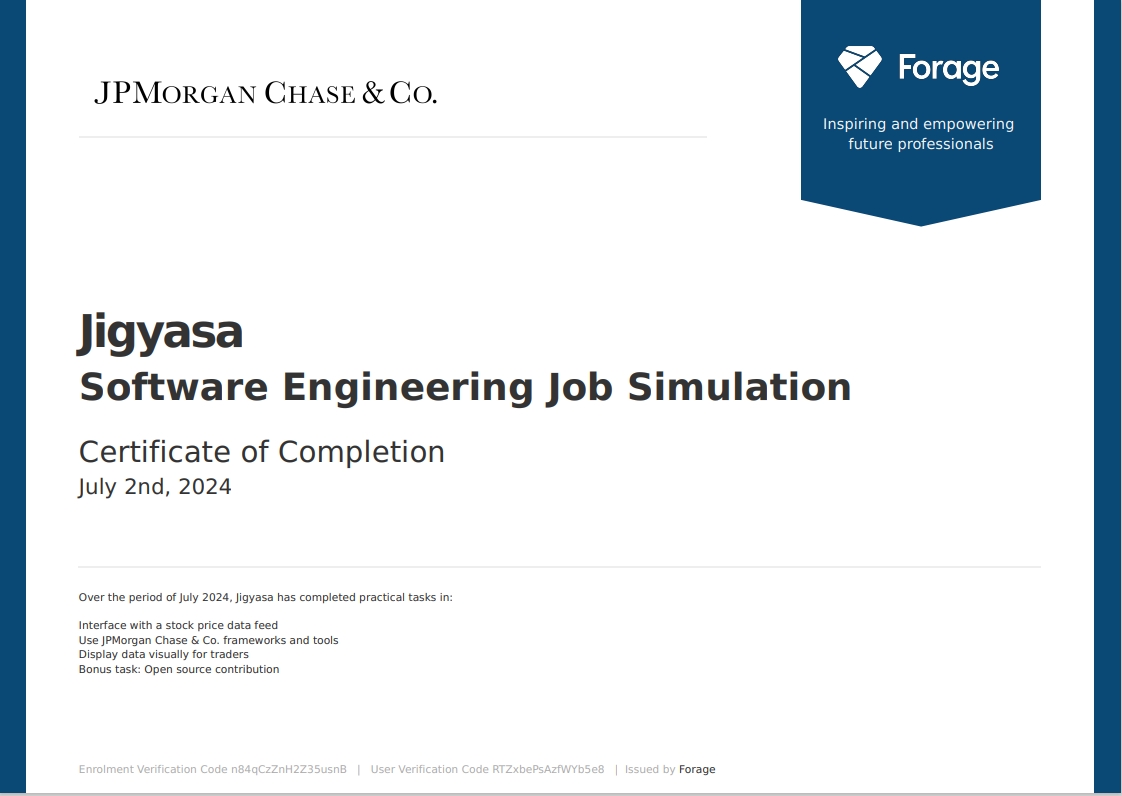 JPMORGAN CHASE & CO.
Forage
Inspiring and empowering
future professionals
Jigyasa
Software Engineering Job Simulation
Certificate of Completion
July 2nd, 2024
Over the period of July 2024, Jigyasa has completed practical tasks in:
Interface with a stock price data feed
Use JPMorgan Chase & Co. frameworks and tools
Display data visually for traders
Bonus task: Open source contribution
Enrolment Verification Code n84qCzZnH2Z35usnB | User Verification Code RTZxbePsAzfWYb5e8 | Issued by Forage